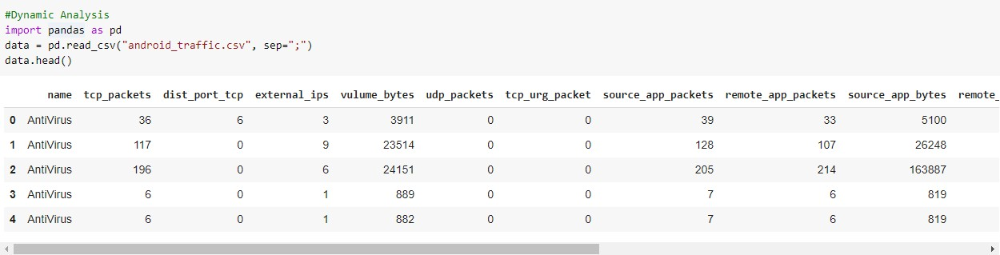 #Dynamic Analysis
import pandas as pd
data = pd.read_csv("android_traffic.csv", sep=";")
data.head()
name tcp_packets dist_port_tcp external_ips vulume_bytes udp_packets tcp_urg_packet source_app_packets remote_app_packets source_app_bytes remote_
0 AntiVirus 36 6 3 3911 0 0 39 33 5100
1 AntiVirus 117 0 9 23514 0 0 128 107 26248
2 AntiVirus 196 0 6 24151 0 0 205 214 163887
3 AntiVirus 6 0 1 889 0 0 7 6 819
4 AntiVirus 6 0 1 882 0 0 7 6 819